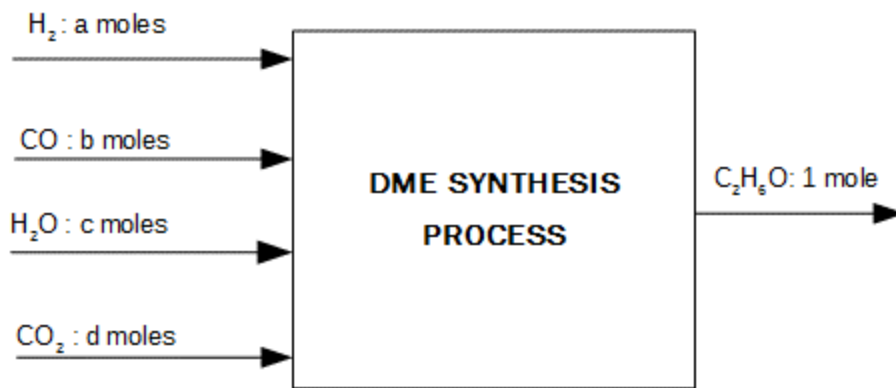 H₂: a moles
CO : b moles
H₂O : c moles
CO₂ : d moles
DME SYNTHESIS
PROCESS
C₂H₆O: 1 mole